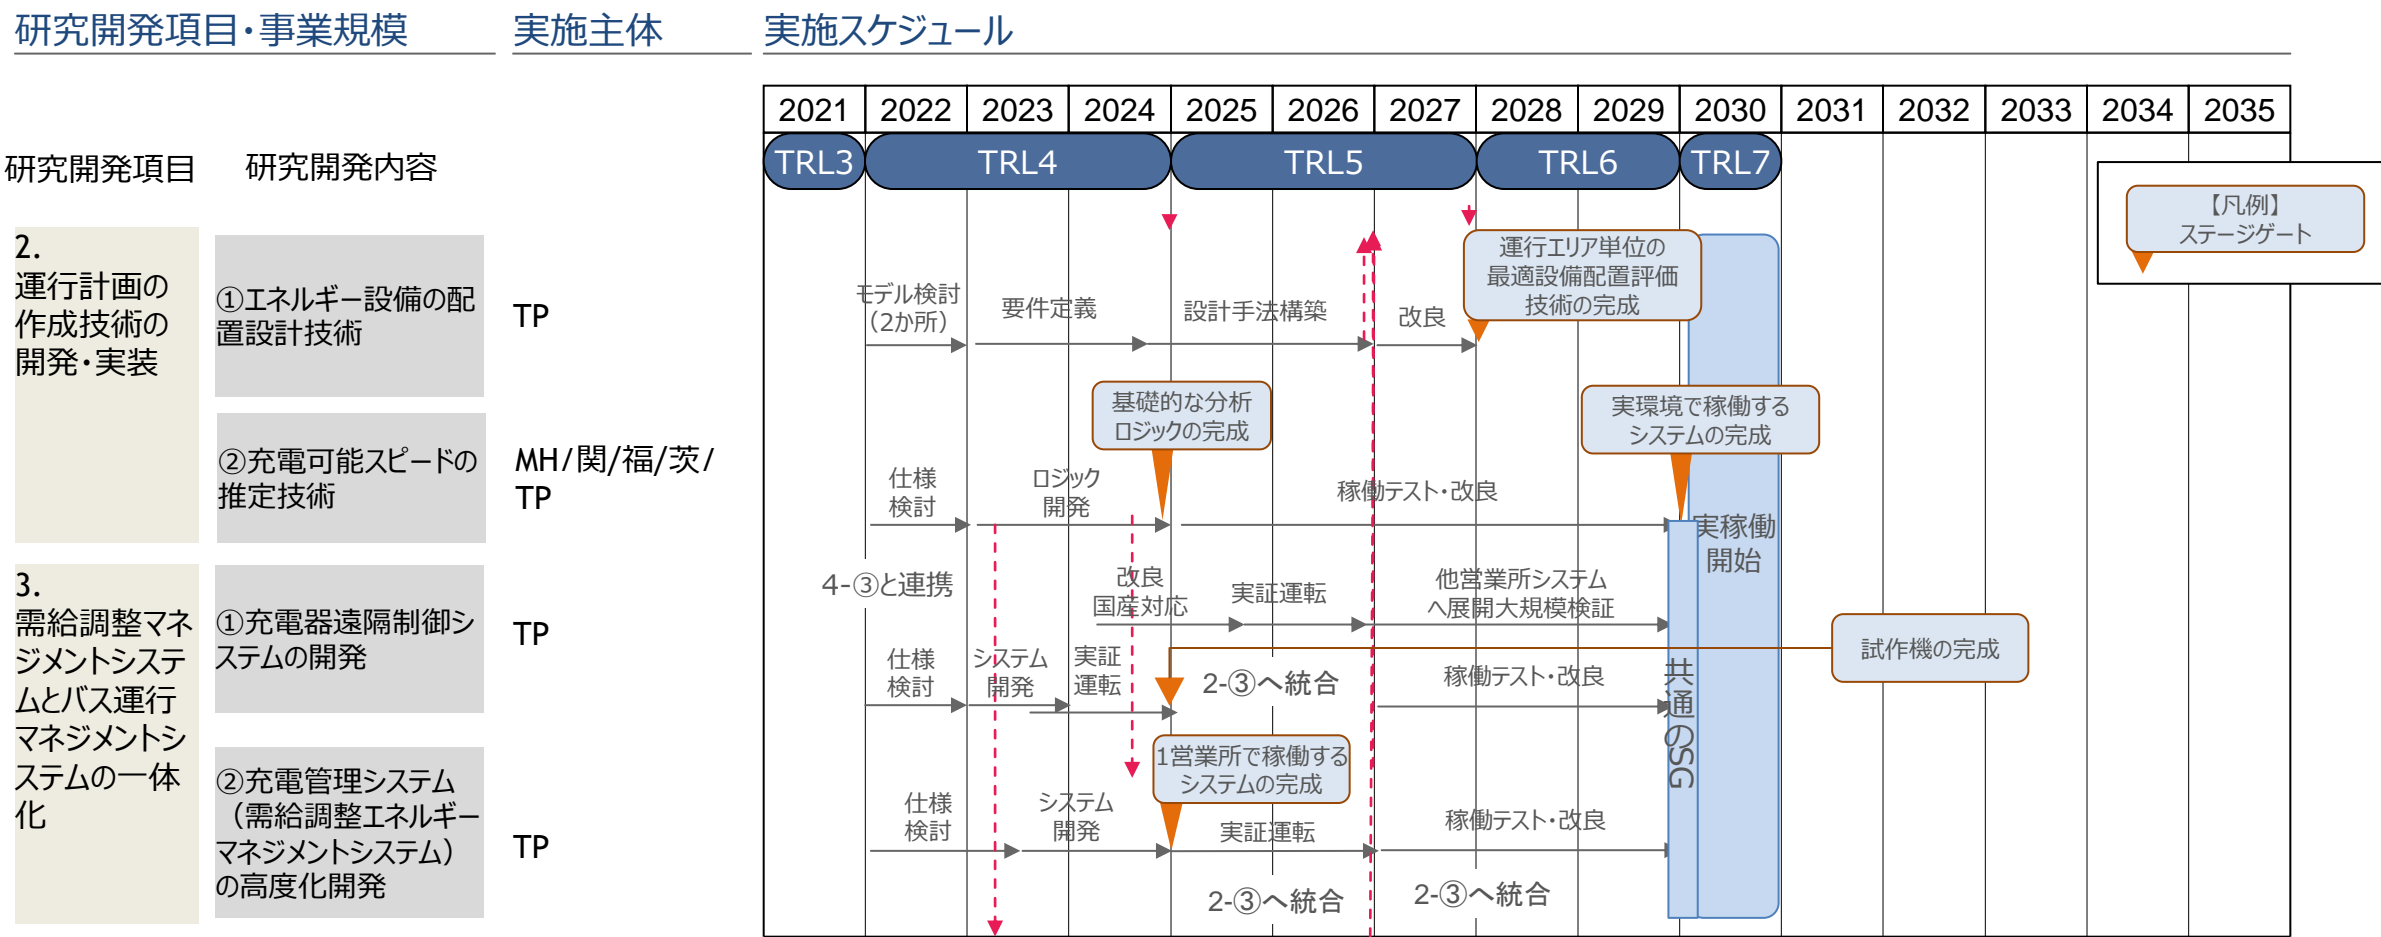 研究開発項目・事業規模
実施主体
実施スケジュール
2021 2022 2023 2024 2025 2026 2027 2028 2029 2030 2031 2032 2033 2034 2035
TRL3 TRL4 TRL5 TRL6 TRL7
研究開発項目
研究開発内容
【凡例】
ステージゲート
2.
運行計画の
作成技術の
開発・実装
①エネルギー設備の配
置設計技術
TP
モデル検討
（2か所）
要件定義
設計手法構築
改良
運行エリア単位の
最適設備配置評価
技術の完成
②充電可能スピードの
推定技術
MH/関/福/茨/
TP
仕様
検討
ロジック
開発
基礎的な分析
ロジックの完成
稼働テスト・改良
実環境で稼働する
システムの完成
実稼働
開始
3.
需給調整マネ
ジメントシステ
ムとバス運行
マネジメントシ
ステムの一体
化
①充電器遠隔制御シ
ステムの開発
TP
4-③と連携
改良
国産対応
実証運転
他営業所システム
へ展開大規模検証
仕様
検討
システム
開発
実証
運転
2-③へ統合
稼働テスト・改良
試作機の完成
共通のSG
②充電管理システム
（需給調整エネルギー
マネジメントシステム）
の高度化開発
TP
仕様
検討
システム
開発
1営業所で稼働する
システムの完成
実証運転
稼働テスト・改良
2-③へ統合
2-③へ統合